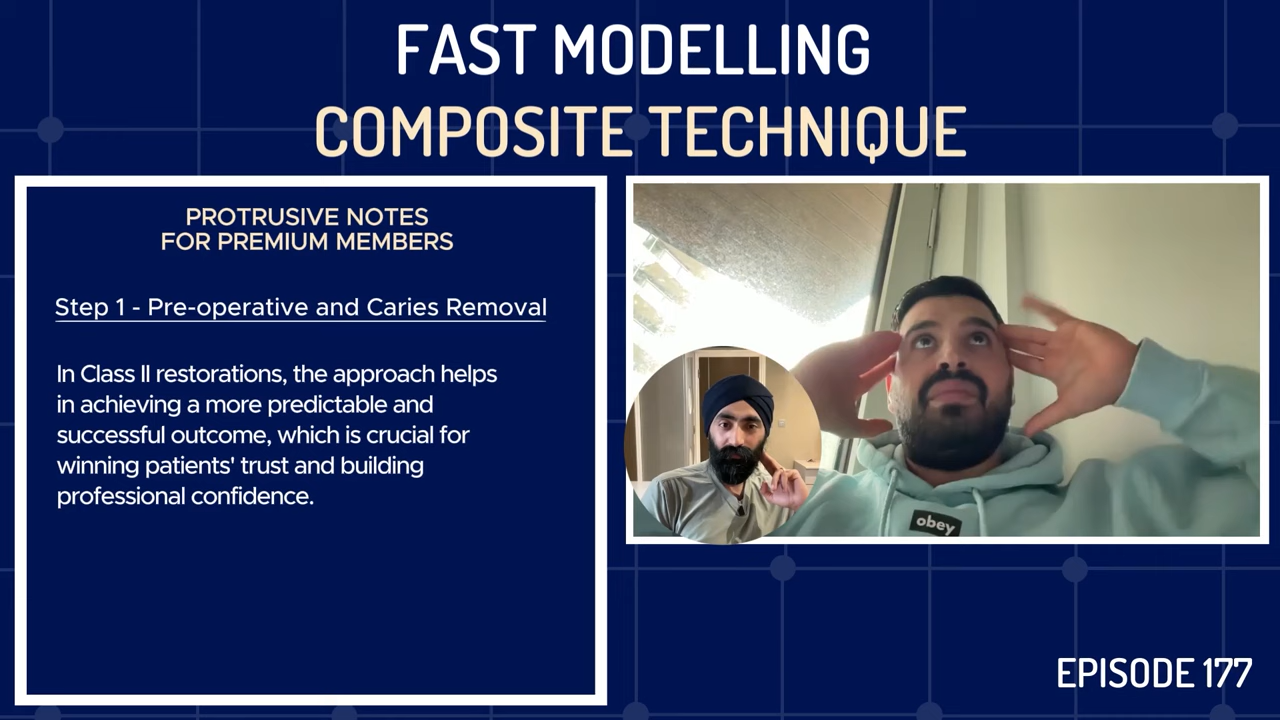 FAST MODELLING
COMPOSITE TECHNIQUE
PROTRUSIVE NOTES
FOR PREMIUM MEMBERS
Step 1 - Pre-operative and Caries Removal
In Class II restorations, the approach helps
in achieving a more predictable and
successful outcome, which is crucial for
winning patients' trust and building
professional confidence.
obey
EPISODE 177